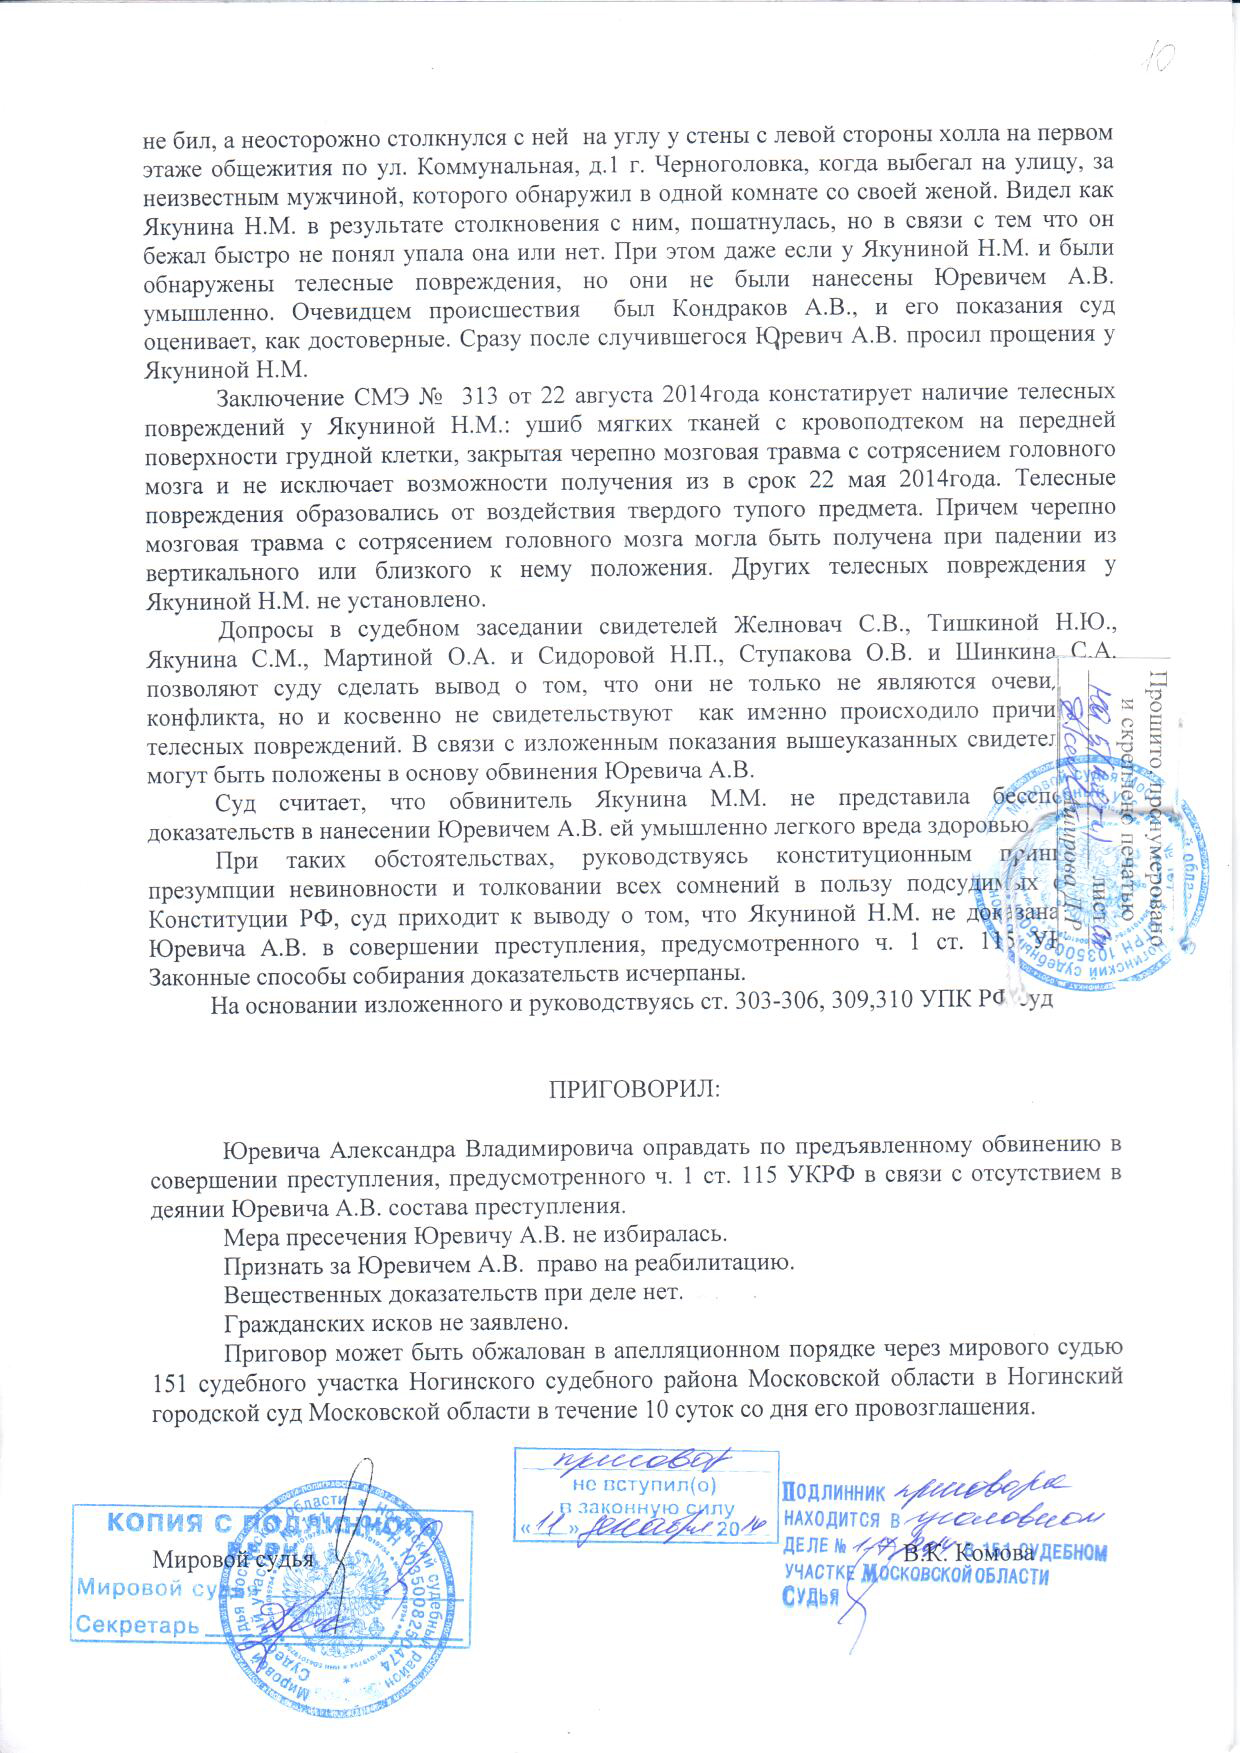 10
не бил, а неосторожно столкнулся с ней на углу у стены с левой стороны холла на первом
этаже общежития по ул. Коммунальная, д.1 г. Черноголовка, когда выбегал на улицу, за
неизвестным мужчиной, которого обнаружил в одной комнате со своей женой. Видел как
Якунина Н.М. в результате столкновения с ним, пошатнулась, но в связи с тем что он
бежал быстро не понял упала она или нет. При этом даже если у Якуниной Н.М. и были
обнаружены телесные повреждения, но они не были нанесены Юревичем А.В.
умышленно. Очевидцем происшествия был Кондраков А.В., и его показания суд
оценивает, как достоверные. Сразу после случившегося Юревич А.В. просил прощения у
Якуниной Н.М.
Заключение СМЭ № 313 от 22 августа 2014года констатирует наличие телесных
повреждений у Якуниной Н.М.: ушиб мягких тканей с кровоподтеком на передней
поверхности грудной клетки, закрытая черепно мозговая травма с сотрясением головного
мозга и не исключает возможности получения из в срок 22 мая 2014года. Телесные
повреждения образовались от воздействия твердого тупого предмета. Причем черепно
мозговая травма с сотрясением головного мозга могла быть получена при падении из
вертикального или близкого к нему положения. Других телесных повреждения у
Якуниной Н.М. не установлено.
Допросы в судебном заседании свидетелей Желновач С.В., Тишкиной Н.Ю.,
Якунина С.М., Мартиной О.А. и Сидоровой Н.П., Ступакова О.В. и Шинкина С.А.
позволяют суду сделать вывод о том, что они не только не являются очеви
конфликта, но и косвенно не свидетельствуют как именно происходило причи
телесных повреждений. В связи с изложенным показания вышеуказанных свидетел
могут быть положены в основу обвинения Юревича А.В.
Суд считает, что обвинитель Якунина М.М. не представила бессп
доказательств в нанесении Юревичем А.В. ей умышленно легкого вреда здоровью.
При таких обстоятельствах, руководствуясь конституционным принц
презумпции невиновности и толковании всех сомнений в пользу подсудимых
Конституции РФ, суд приходит к выводу о том, что Якуниной Н.М. не доказана
Юревича А.В. в совершении преступления, предусмотренного ч. 1 ст. 115 УК
Законные способы собирания доказательств исчерпаны.
На основании изложенного и руководствуясь ст. 303-306, 309,310 УПК РФ суд
Прошито, пронумеровано
и скреплено печатью
листов
ПРИГОВОРИЛ:
Юревича Александра Владимировича оправдать по предъявленному обвинению в
совершении преступления, предусмотренного ч. 1 ст. 115 УКРФ в связи с отсутствием в
деянии Юревича А.В. состава преступления.
Мера пресечения Юревичу А.В. не избиралась.
Признать за Юревичем А.В. право на реабилитацию.
Вещественных доказательств при деле нет.
Гражданских исков не заявлено.
Приговор может быть обжалован в апелляционном порядке через мирового судью
151 судебного участка Ногинского судебного района Московской области в Ногинский
городской суд Московской области в течение 10 суток со дня его провозглашения.
приговор
не вступил(о)
в законную силу
«11» декабря 2014
КОПИЯ С ПОДЛИННОГО
Мировой судья
Мировой судья
Секретарь
ПОДЛИННИК приговора
НАХОДИТСЯ В уголовном
ДЕЛЕ № В 151 СУДЕБНОМ
В.К. Комова
УЧАСТКЕ МОСКОВСКОЙ ОБЛАСТИ
СУДЬЯ